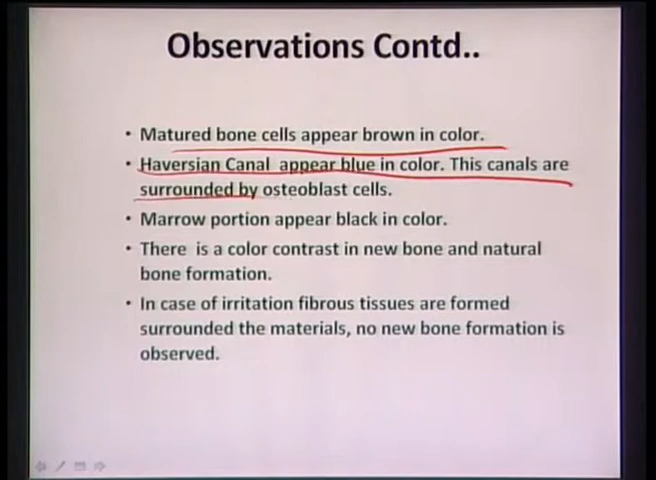 Observations Contd..
• Matured bone cells appear brown in color.
• Haversian Canal appear blue in color. This canals are
surrounded by osteoblast cells.
• Marrow portion appear black in color.
• There is a color contrast in new bone and natural
bone formation.
• In case of irritation fibrous tissues are formed
surrounded the materials, no new bone formation is
observed.